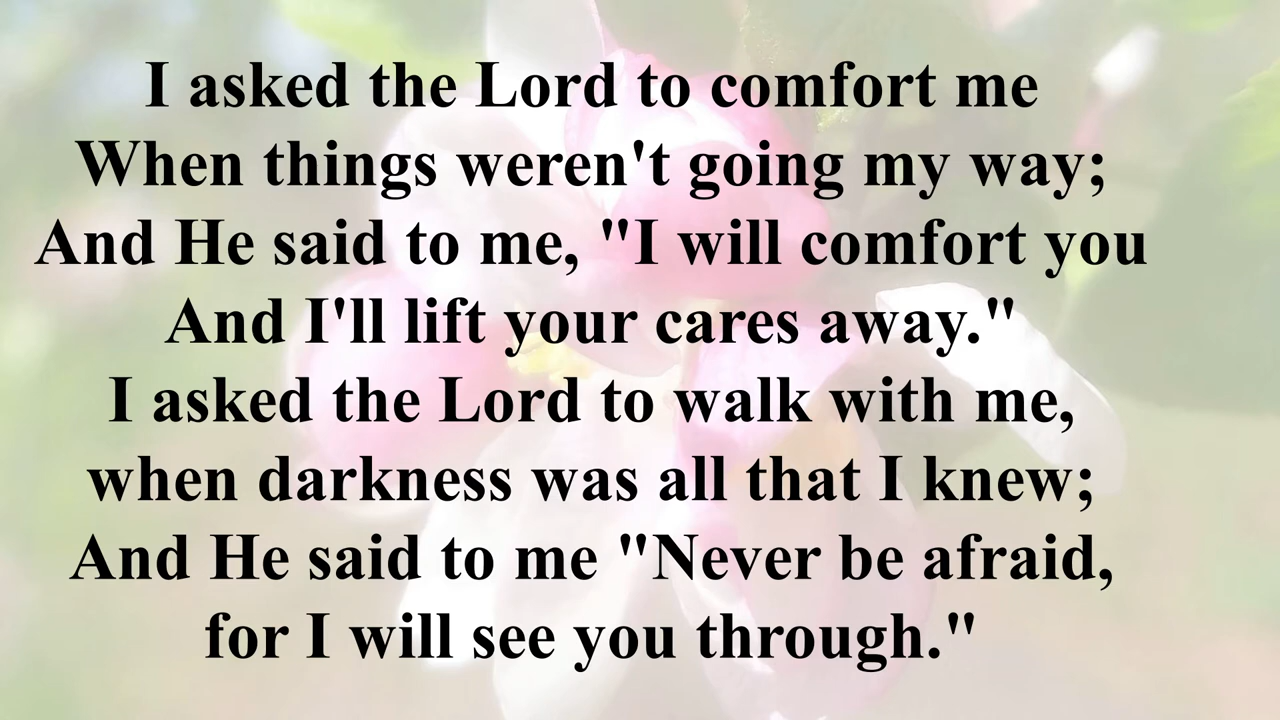 I asked the Lord to comfort me
When things weren't going my way;
And He said to me, "I will comfort you
And I'll lift your cares away."
I asked the Lord to walk with me,
when darkness was all that I knew;
And He said to me "Never be afraid,
for I will see you through."